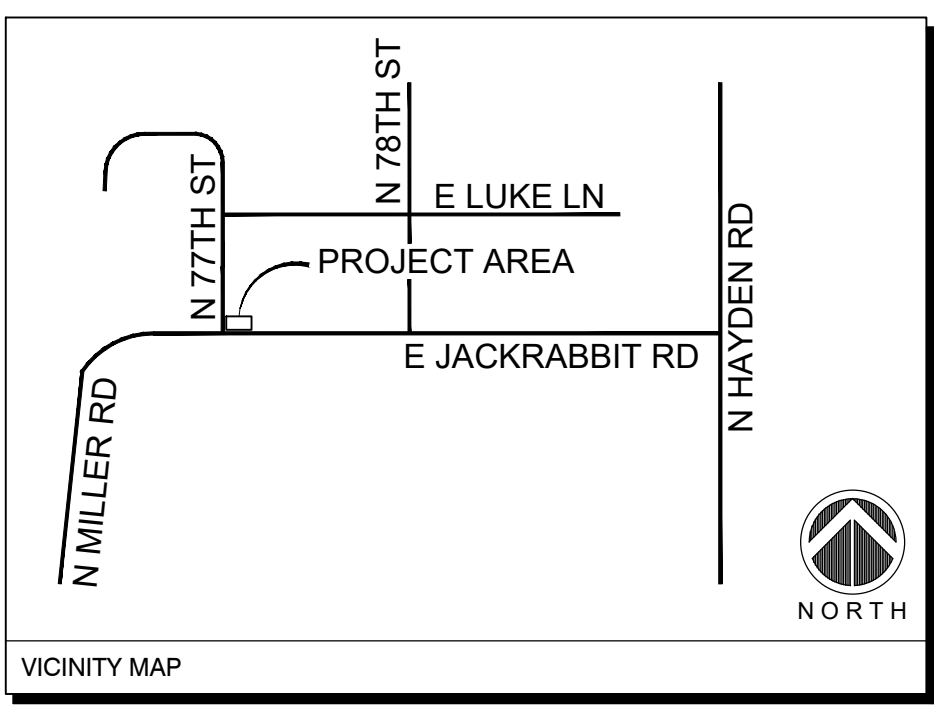 N 78TH ST
N 77TH ST
E LUKE LN
PROJECT AREA
N HAYDEN RD
E JACKRABBIT RD
N MILLER RD
NORTH
VICINITY MAP